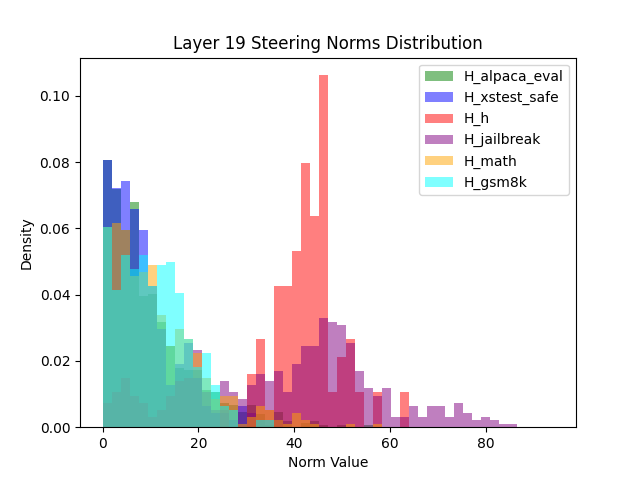 Layer 19 Steering Norms Distribution
H_alpaca_eval
H_xstest_safe
H_h
H_jailbreak
H_math
H_gsm8k
Density
0.10
0.08
0.06
0.04
0.02
0.00
0 20 40 60 80
Norm Value